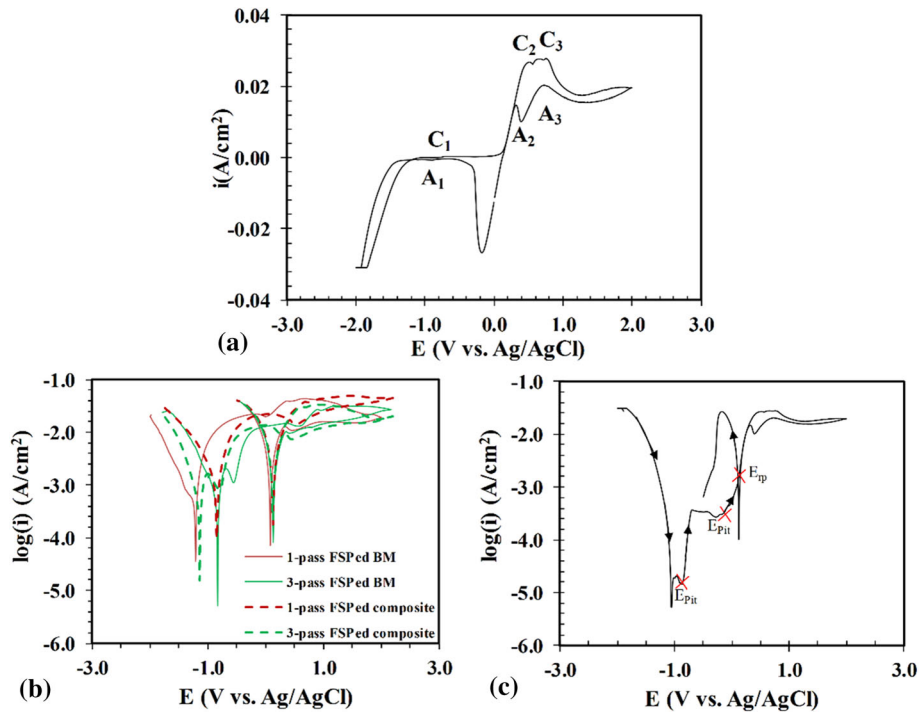 0.04
0.02
0.00
-0.02
-0.04
i(A/cm²)
C₂ C₃
C₁
A₂
A₃
A₁
-3.0 -2.0 -1.0 0.0 1.0 2.0 3.0
E (V vs. Ag/AgCl)
(a)
-1.0
-2.0
-3.0
-4.0
-5.0
-6.0
log(i) (A/cm²)
1-pass FSPed BM
3-pass FSPed BM
1-pass FSPed composite
3-pass FSPed composite
-3.0 -1.0 1.0 3.0
E (V vs. Ag/AgCl)
(b)
-1.0
-2.0
-3.0
-4.0
-5.0
-6.0
log(i) (A/cm²)
Erp
EPit
EPit
-3.0 -1.0 1.0 3.0
E (V vs. Ag/AgCl)
(c)